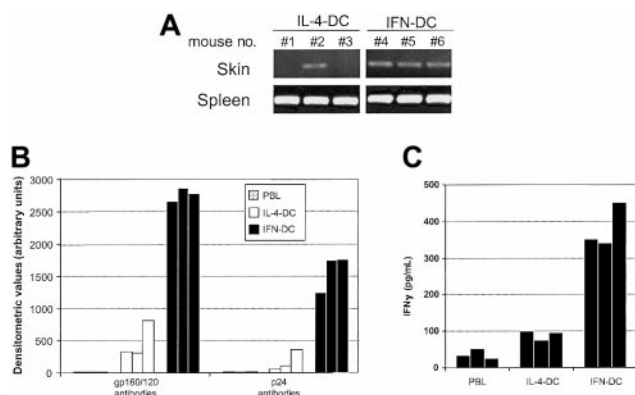 A
IL-4-DC IFN-DC
mouse no. #1 #2 #3 #4 #5 #6
Skin
Spleen
B
Densitometric values (arbitrary units)
3000
2500
2000
1500
1000
500
0
PBL
IL-4-DC
IFN-DC
gp160/120 p24
antibodies antibodies
C
IFNγ (pg/mL)
500
400
300
200
100
0
PBL IL-4-DC IFN-DC